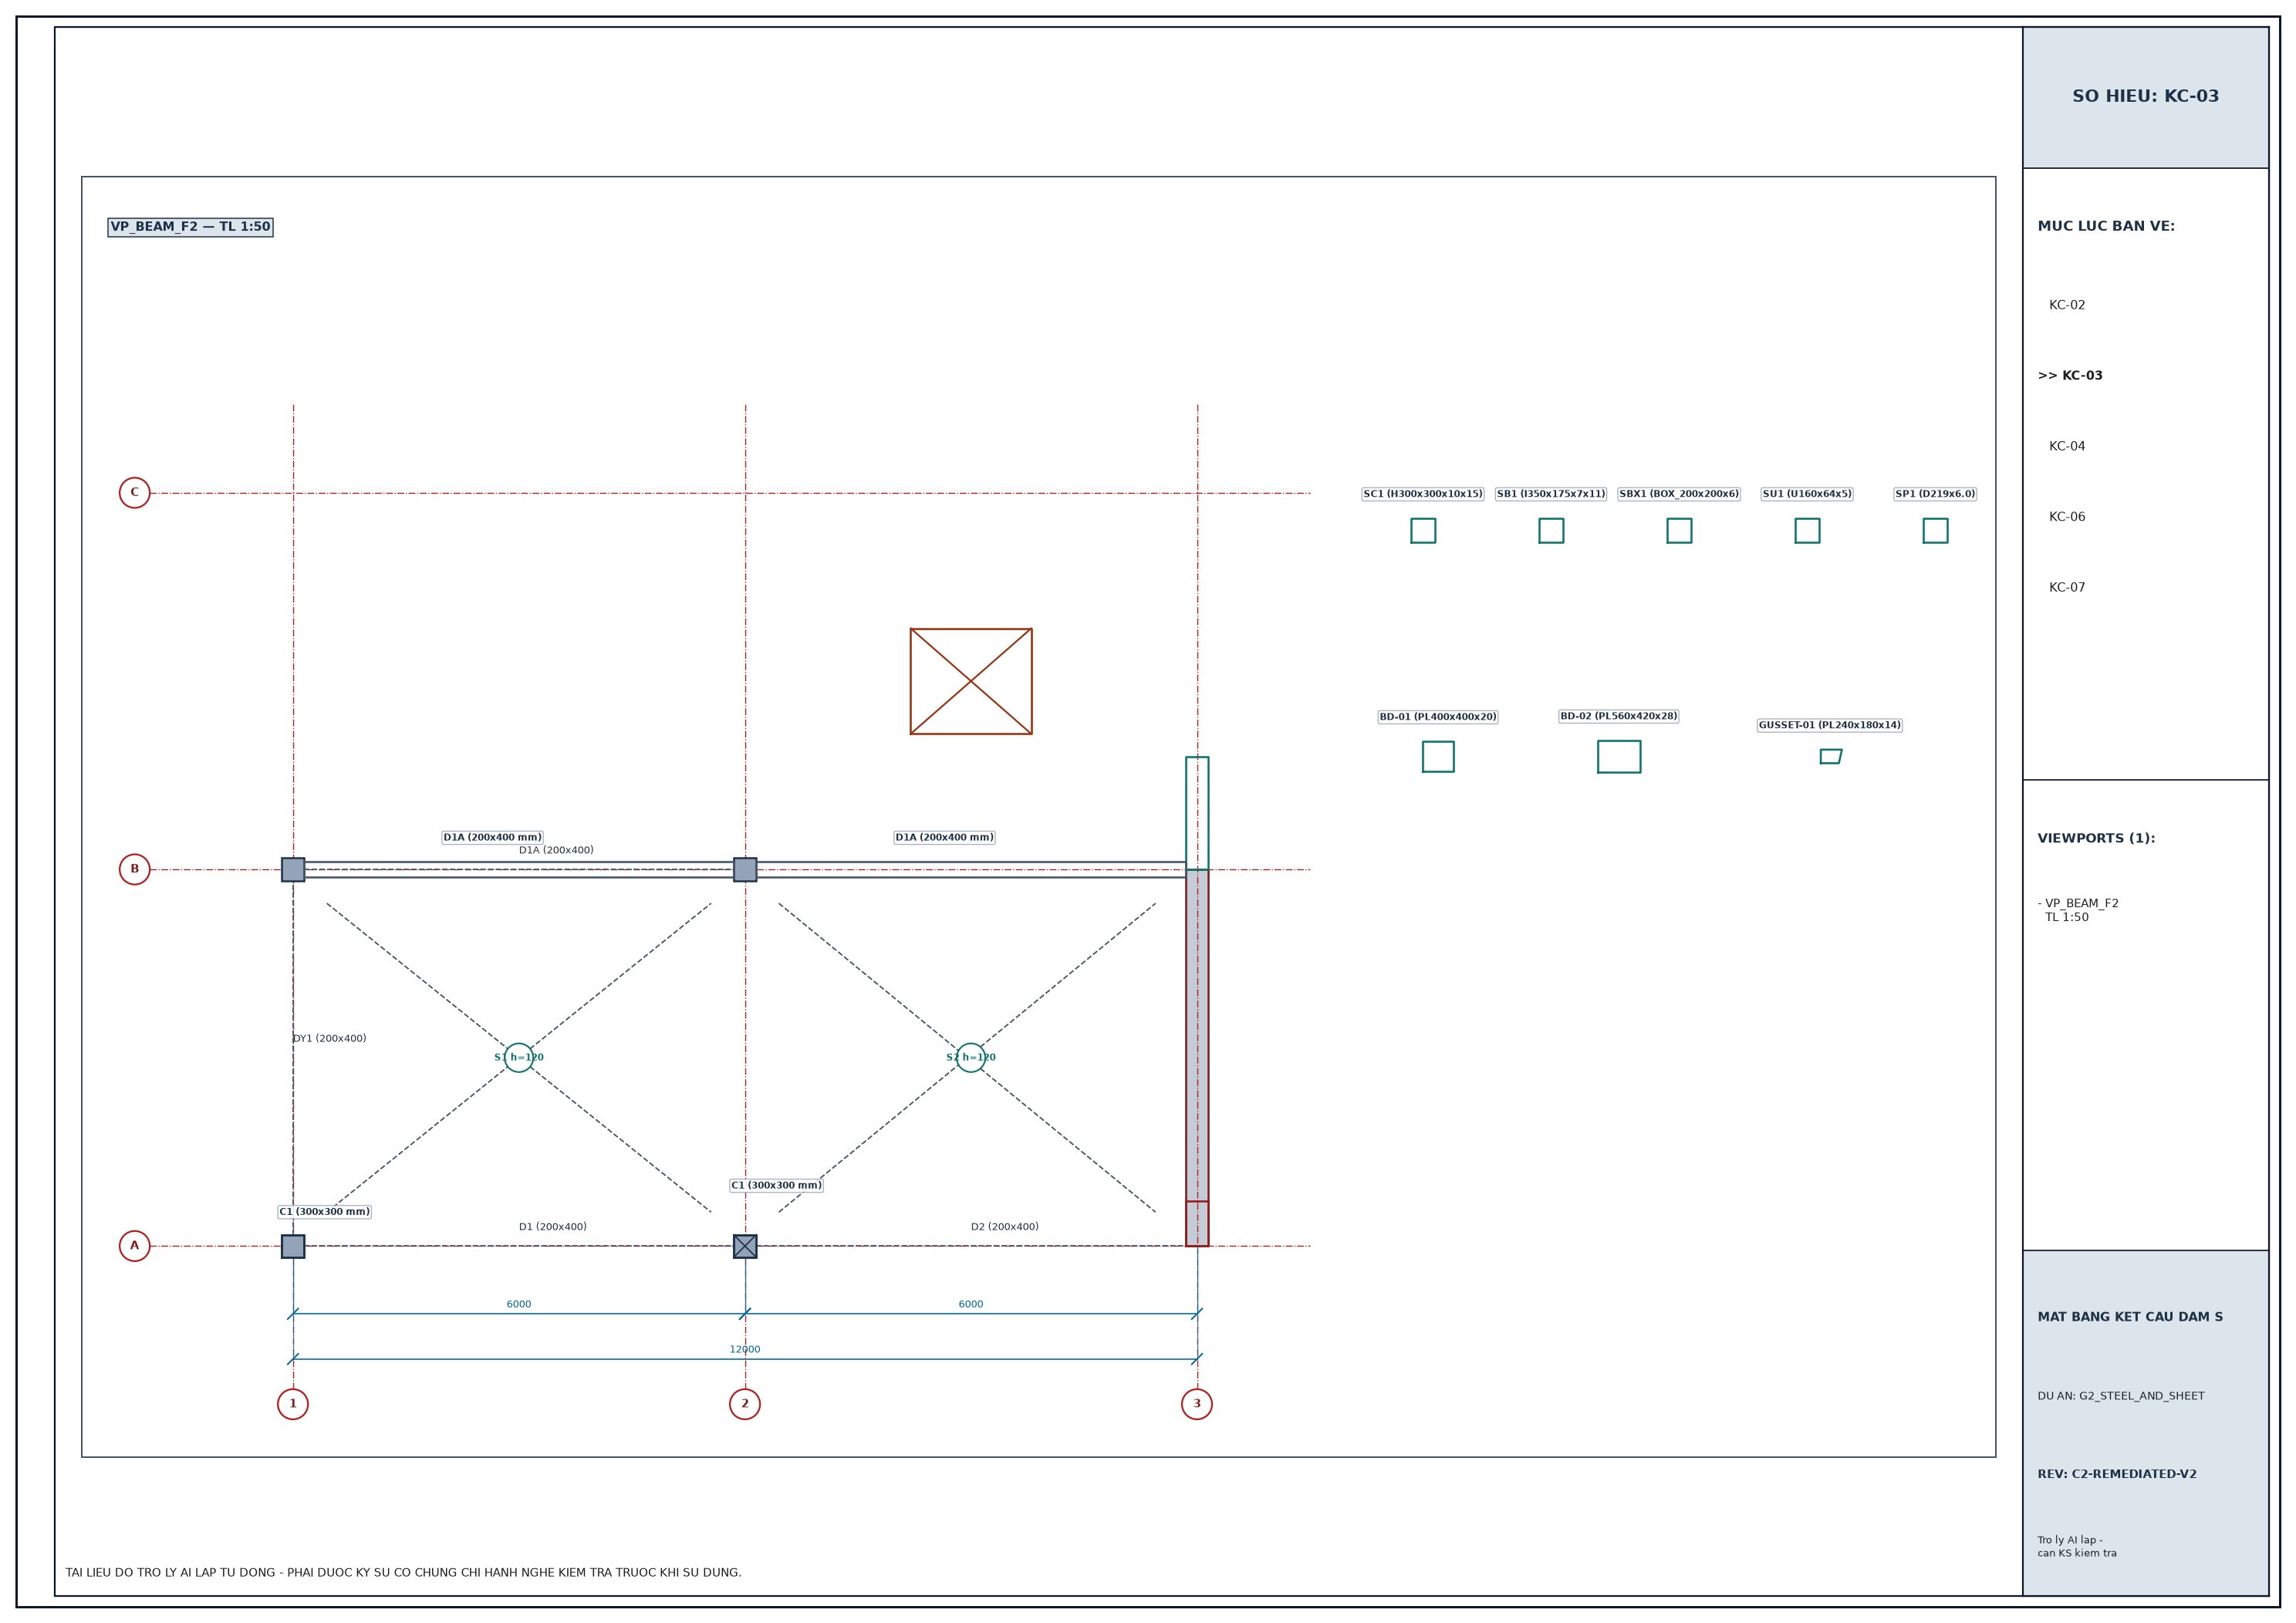 SO HIEU: KC-03
MUC LUC BAN VE:
KC-02
>> KC-03
KC-04
KC-06
KC-07
VIEWPORTS (1):
- VP_BEAM_F2
TL 1:50
MAT BANG KET CAU DAM S
DU AN: G2_STEEL_AND_SHEET
REV: C2-REMEDIATED-V2
Tro ly AI lap -
can KS kiem tra
VP_BEAM_F2 — TL 1:50
C
SC1 (H300x300x10x15)
SB1 (I350x175x7x11)
SBX1 (BOX_200x200x6)
SU1 (U160x64x5)
SP1 (D219x6.0)
BD-01 (PL400x400x20)
BD-02 (PL560x420x28)
GUSSET-01 (PL240x180x14)
D1A (200x400 mm)
D1A (200x400 mm)
D1A (200x400)
B
DY1 (200x400)
S1 h=120
S2 h=120
C1 (300x300 mm)
C1 (300x300 mm)
D1 (200x400)
D2 (200x400)
A
6000
6000
12000
1
2
3
TAI LIEU DO TRO LY AI LAP TU DONG - PHAI DUOC KY SU CO CHUNG CHI HANH NGHE KIEM TRA TRUOC KHI SU DUNG.